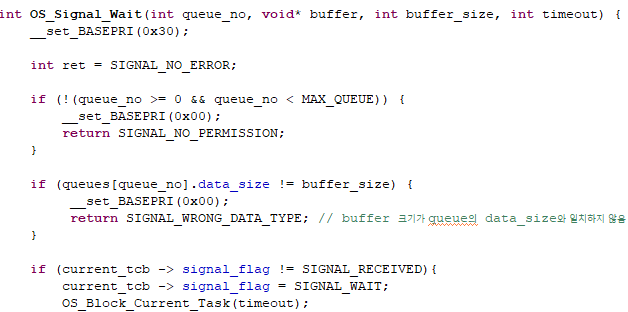 int OS_Signal_Wait(int queue_no, void* buffer, int buffer_size, int timeout) {
    __set_BASEPRI(0x30);

    int ret = SIGNAL_NO_ERROR;

    if (!(queue_no >= 0 && queue_no < MAX_QUEUE)) {
        __set_BASEPRI(0x00);
        return SIGNAL_NO_PERMISSION;
    }

    if (queues[queue_no].data_size != buffer_size) {
         __set_BASEPRI(0x00);
         return SIGNAL_WRONG_DATA_TYPE; // buffer 크기가 queue의 data_size와 일치하지 않음
    }

    if (current_tcb -> signal_flag != SIGNAL_RECEIVED){
        current_tcb -> signal_flag = SIGNAL_WAIT;
        OS_Block_Current_Task(timeout);